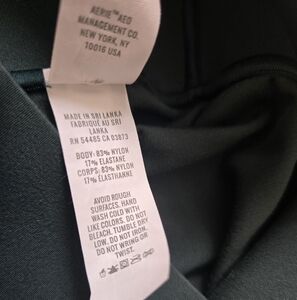 AERIE™AEO
MANAGEMENT CO.
NEW YORK, NY
10016 USA
MADE IN SRI LANKA
FABRIQUÉ AU SRI
LANKA
RN 54485 CA 03873
BODY: 83% NYLON
17% ELASTANE
CORPS: 83% NYLON
17% ÉLASTHANNE
AVOID ROUGH
SURFACES, HAND
WASH COLD WITH
LIKE COLORS. DO NOT
BLEACH. TUMBLE DRY
LOW. DO NOT IRON.
DO NOT WRING OR
TWIST.